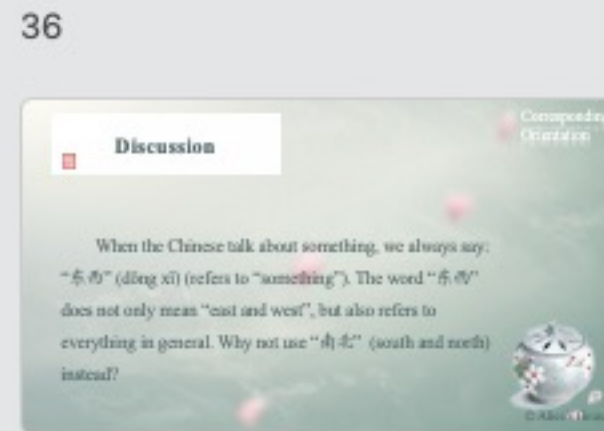 36
Discussion
Corresponding
Orientation
When the Chinese talk about something, we always say:
“东西” (dōng xī) (refers to “something”). The word “东西”
does not only mean “east and west”, but also refers to
everything in general. Why not use “南北” (south and north)
instead?